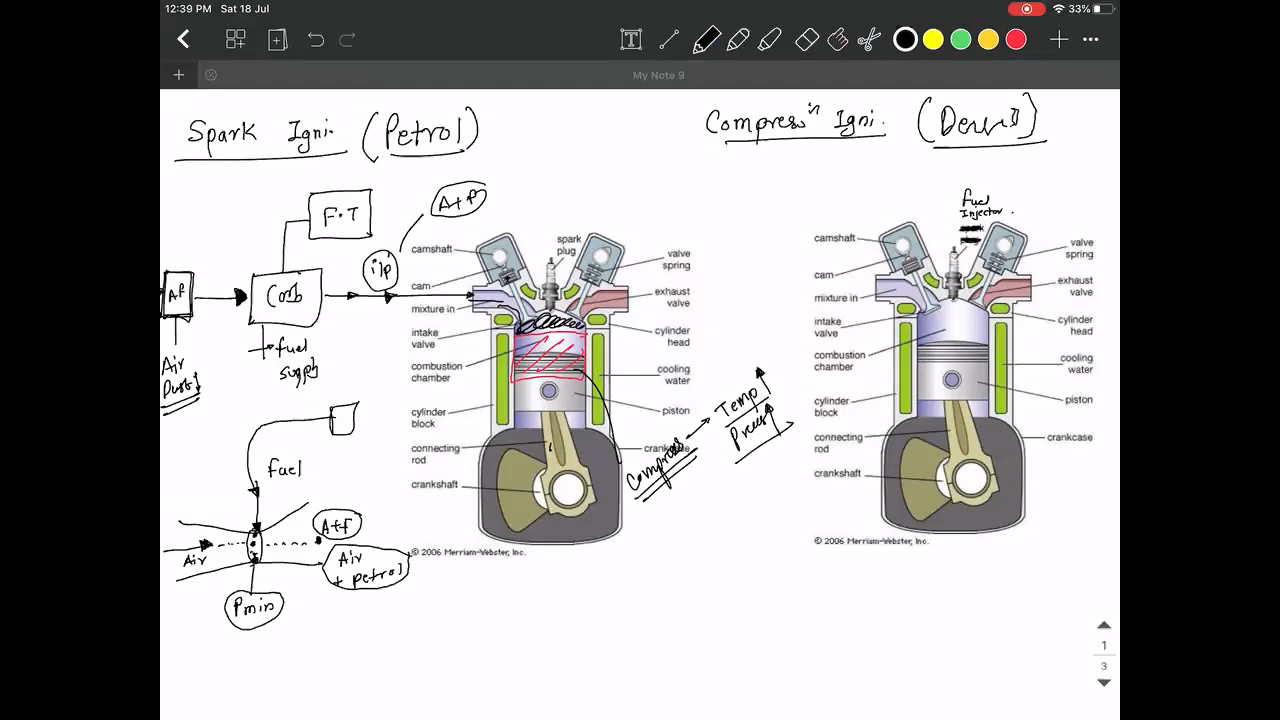 12:39 PM Sat 18 Jul
33%
My Note 9
Spark Igni. (Petrol)
F.T
A+F
i/p
AF
Carb
fuel
supply
Air
Dust
Fuel
Air
A+F
Air
+ petrol
Pmin
camshaft
cam
mixture in
intake
valve
combustion
chamber
cylinder
block
connecting
rod
crankshaft
spark
plug
valve
spring
exhaust
valve
cylinder
head
cooling
water
piston
crankcase
© 2006 Merriam-Webster, Inc.
Compress
Temp
Press
Compress in Igni.
Fuel
Injector.
camshaft
cam
mixture in
intake
valve
combustion
chamber
cylinder
block
connecting
rod
crankshaft
valve
spring
exhaust
valve
cylinder
head
cooling
water
piston
crankcase
© 2006 Merriam-Webster, Inc.
1
3